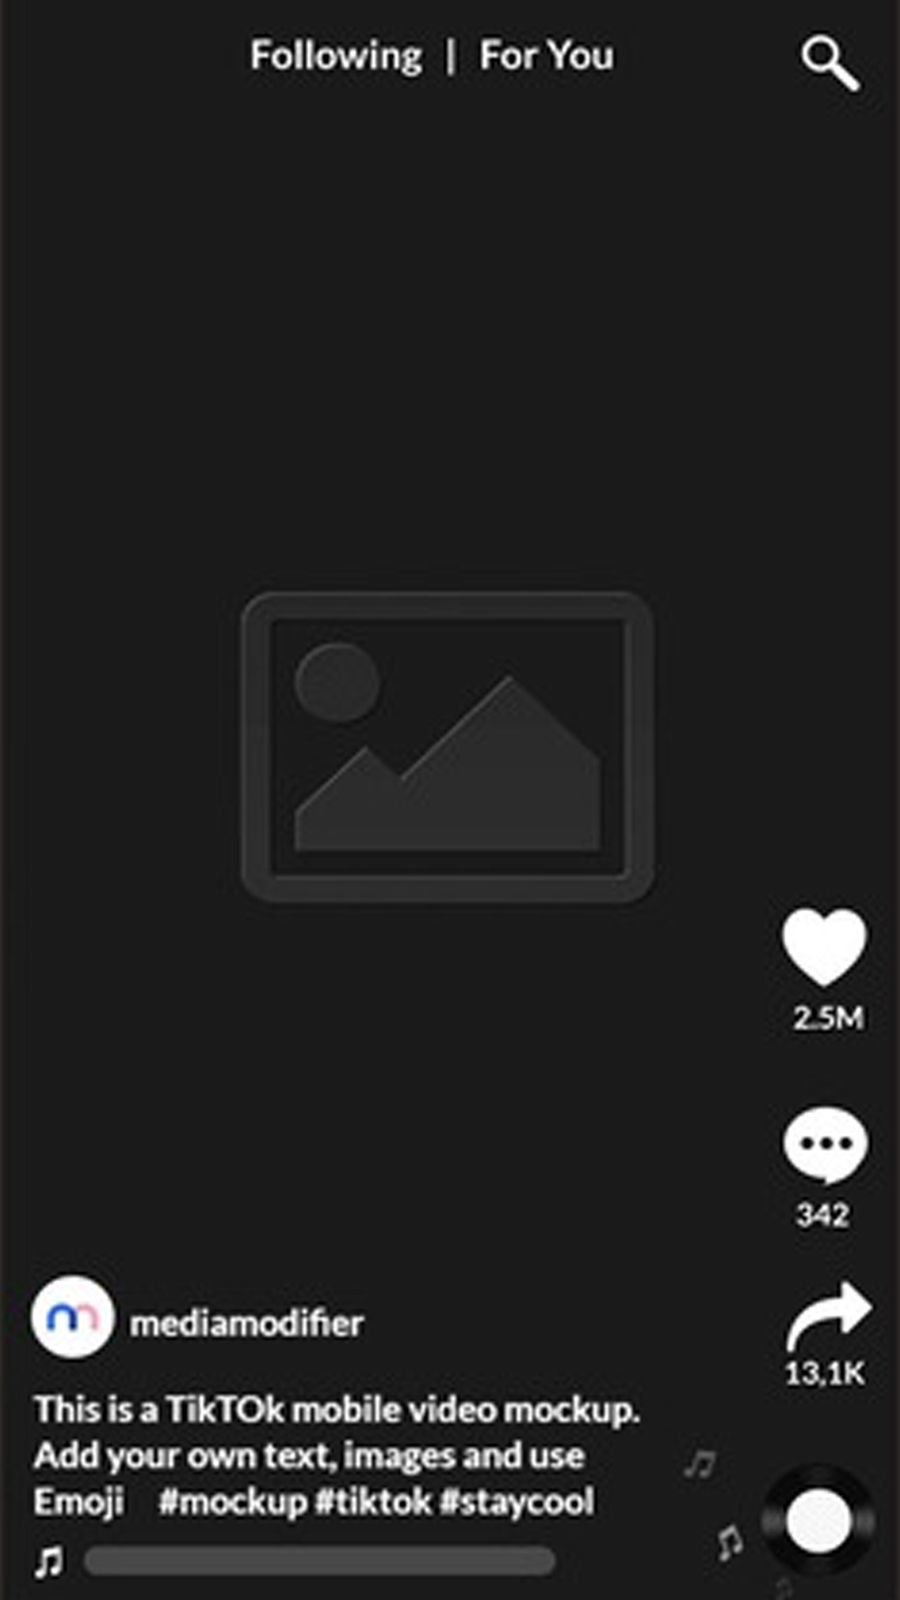 Following | For You
2.5M
342
13,1K
mediamodifier
This is a TikTOk mobile video mockup.
Add your own text, images and use
Emoji #mockup #tiktok #staycool